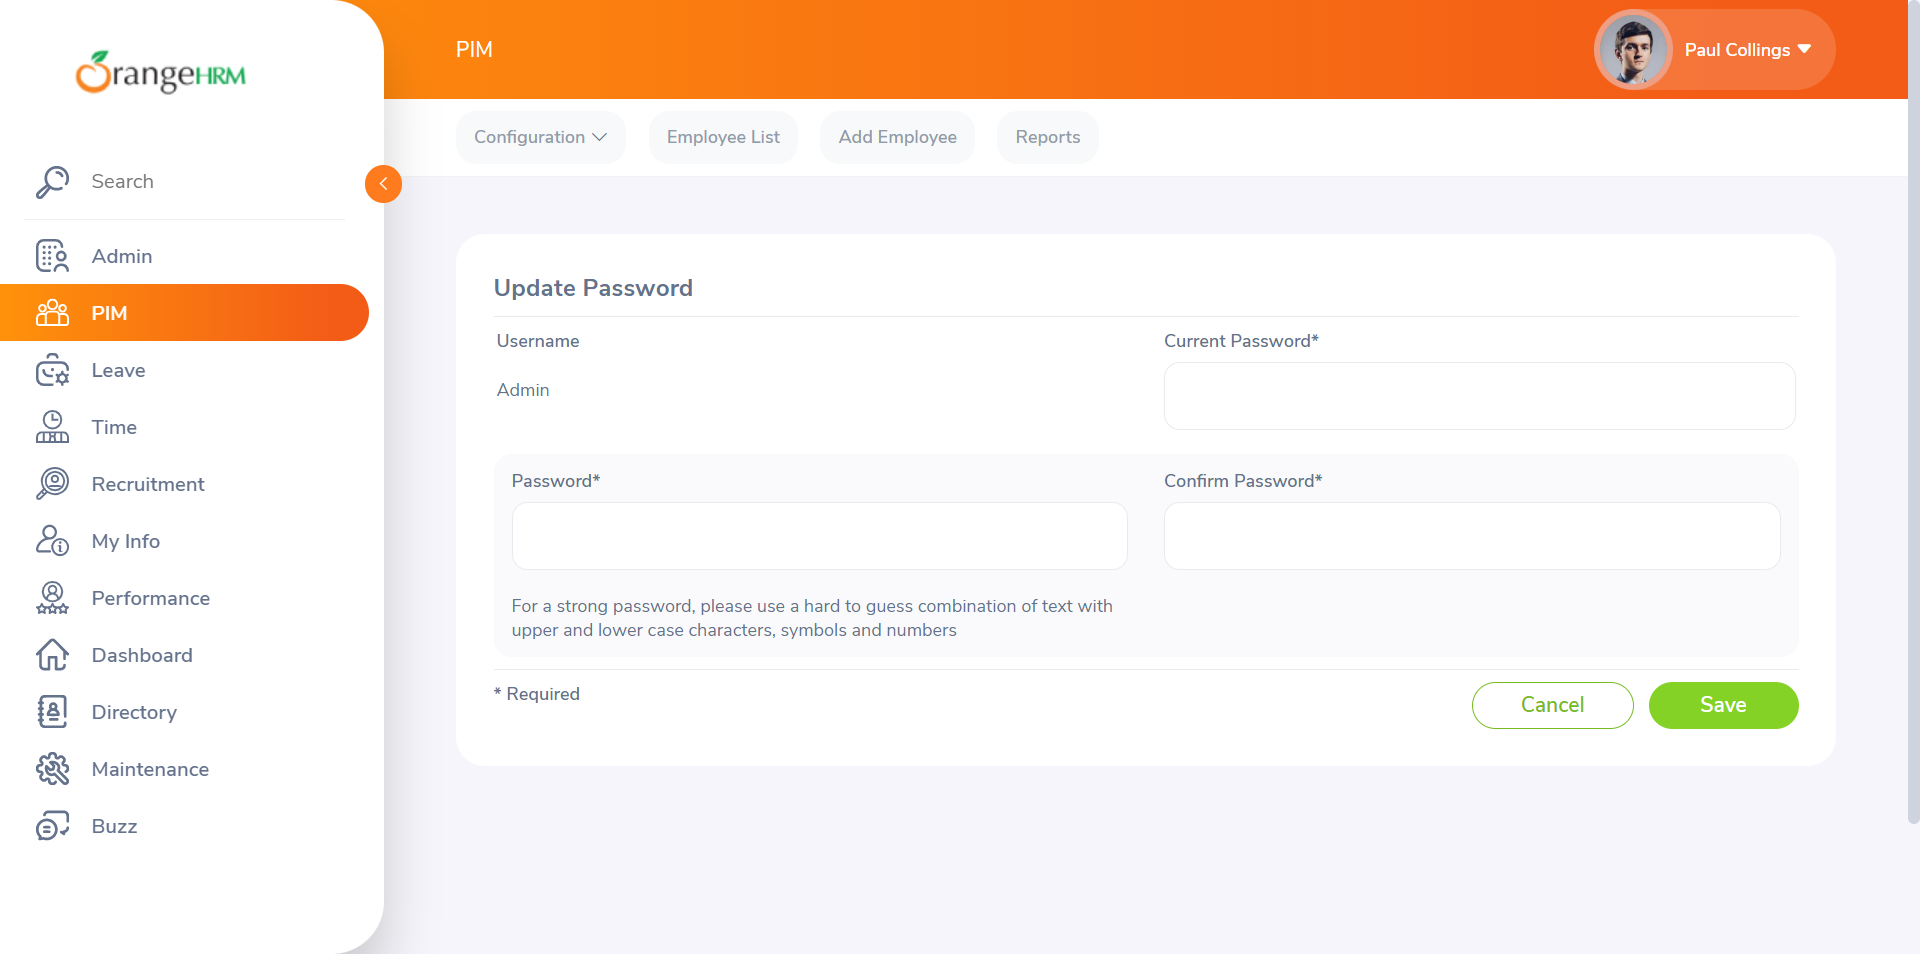 OrangeHRM
Search
Admin
PIM
Leave
Time
Recruitment
My Info
Performance
Dashboard
Directory
Maintenance
Buzz
PIM
Paul Collings
Configuration
Employee List
Add Employee
Reports
Update Password
Username
Admin
Current Password*
Password*
Confirm Password*
For a strong password, please use a hard to guess combination of text with
upper and lower case characters, symbols and numbers
* Required
Cancel
Save